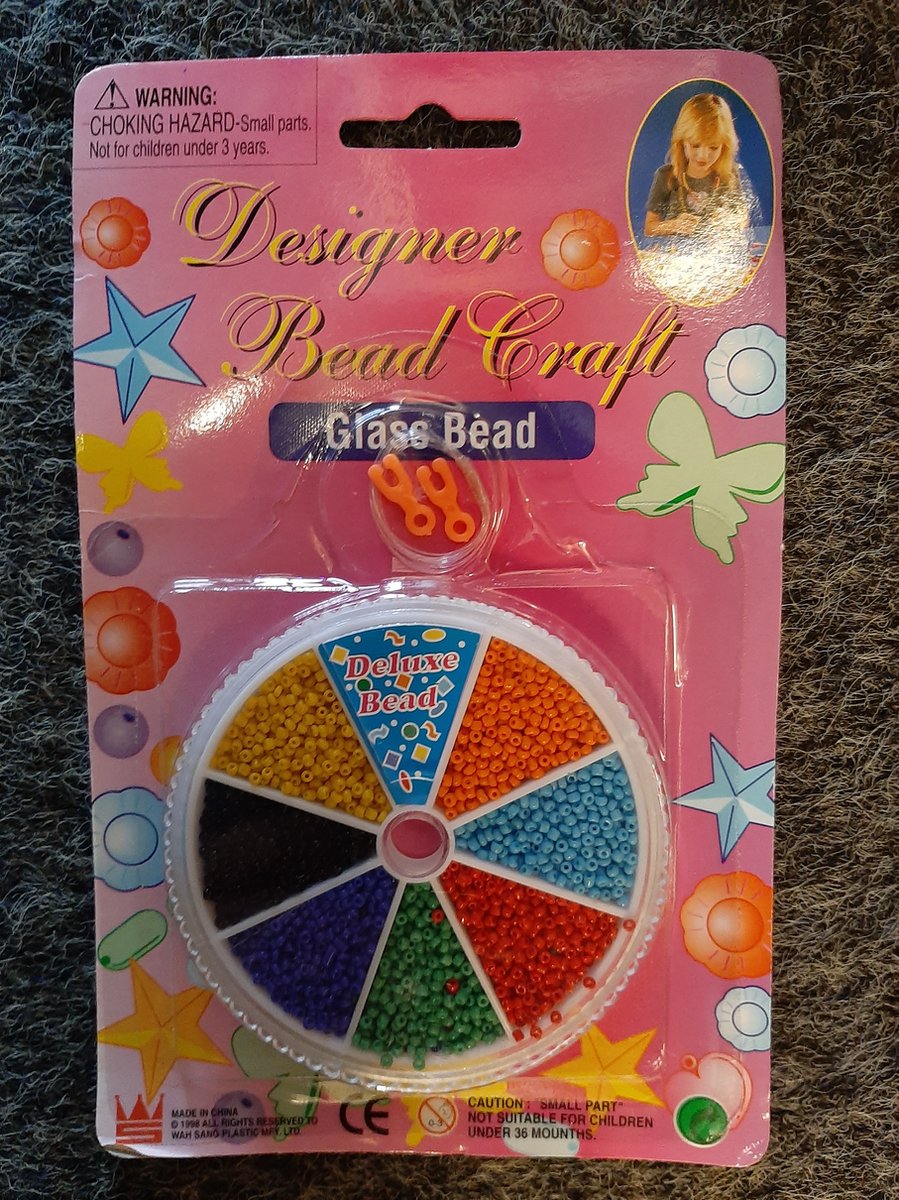 WARNING:
CHOKING HAZARD-Small parts.
Not for children under 3 years.
Designer
Bead Craft
Glass Bead
Deluxe
Bead
MADE IN CHINA
© 1998 ALL RIGHTS RESERVED TO
WAH SANG PLASTIC MFY. LTD.
CE
0-3
CAUTION : "SMALL PART"
NOT SUITABLE FOR CHILDREN
UNDER 36 MOUNTHS.